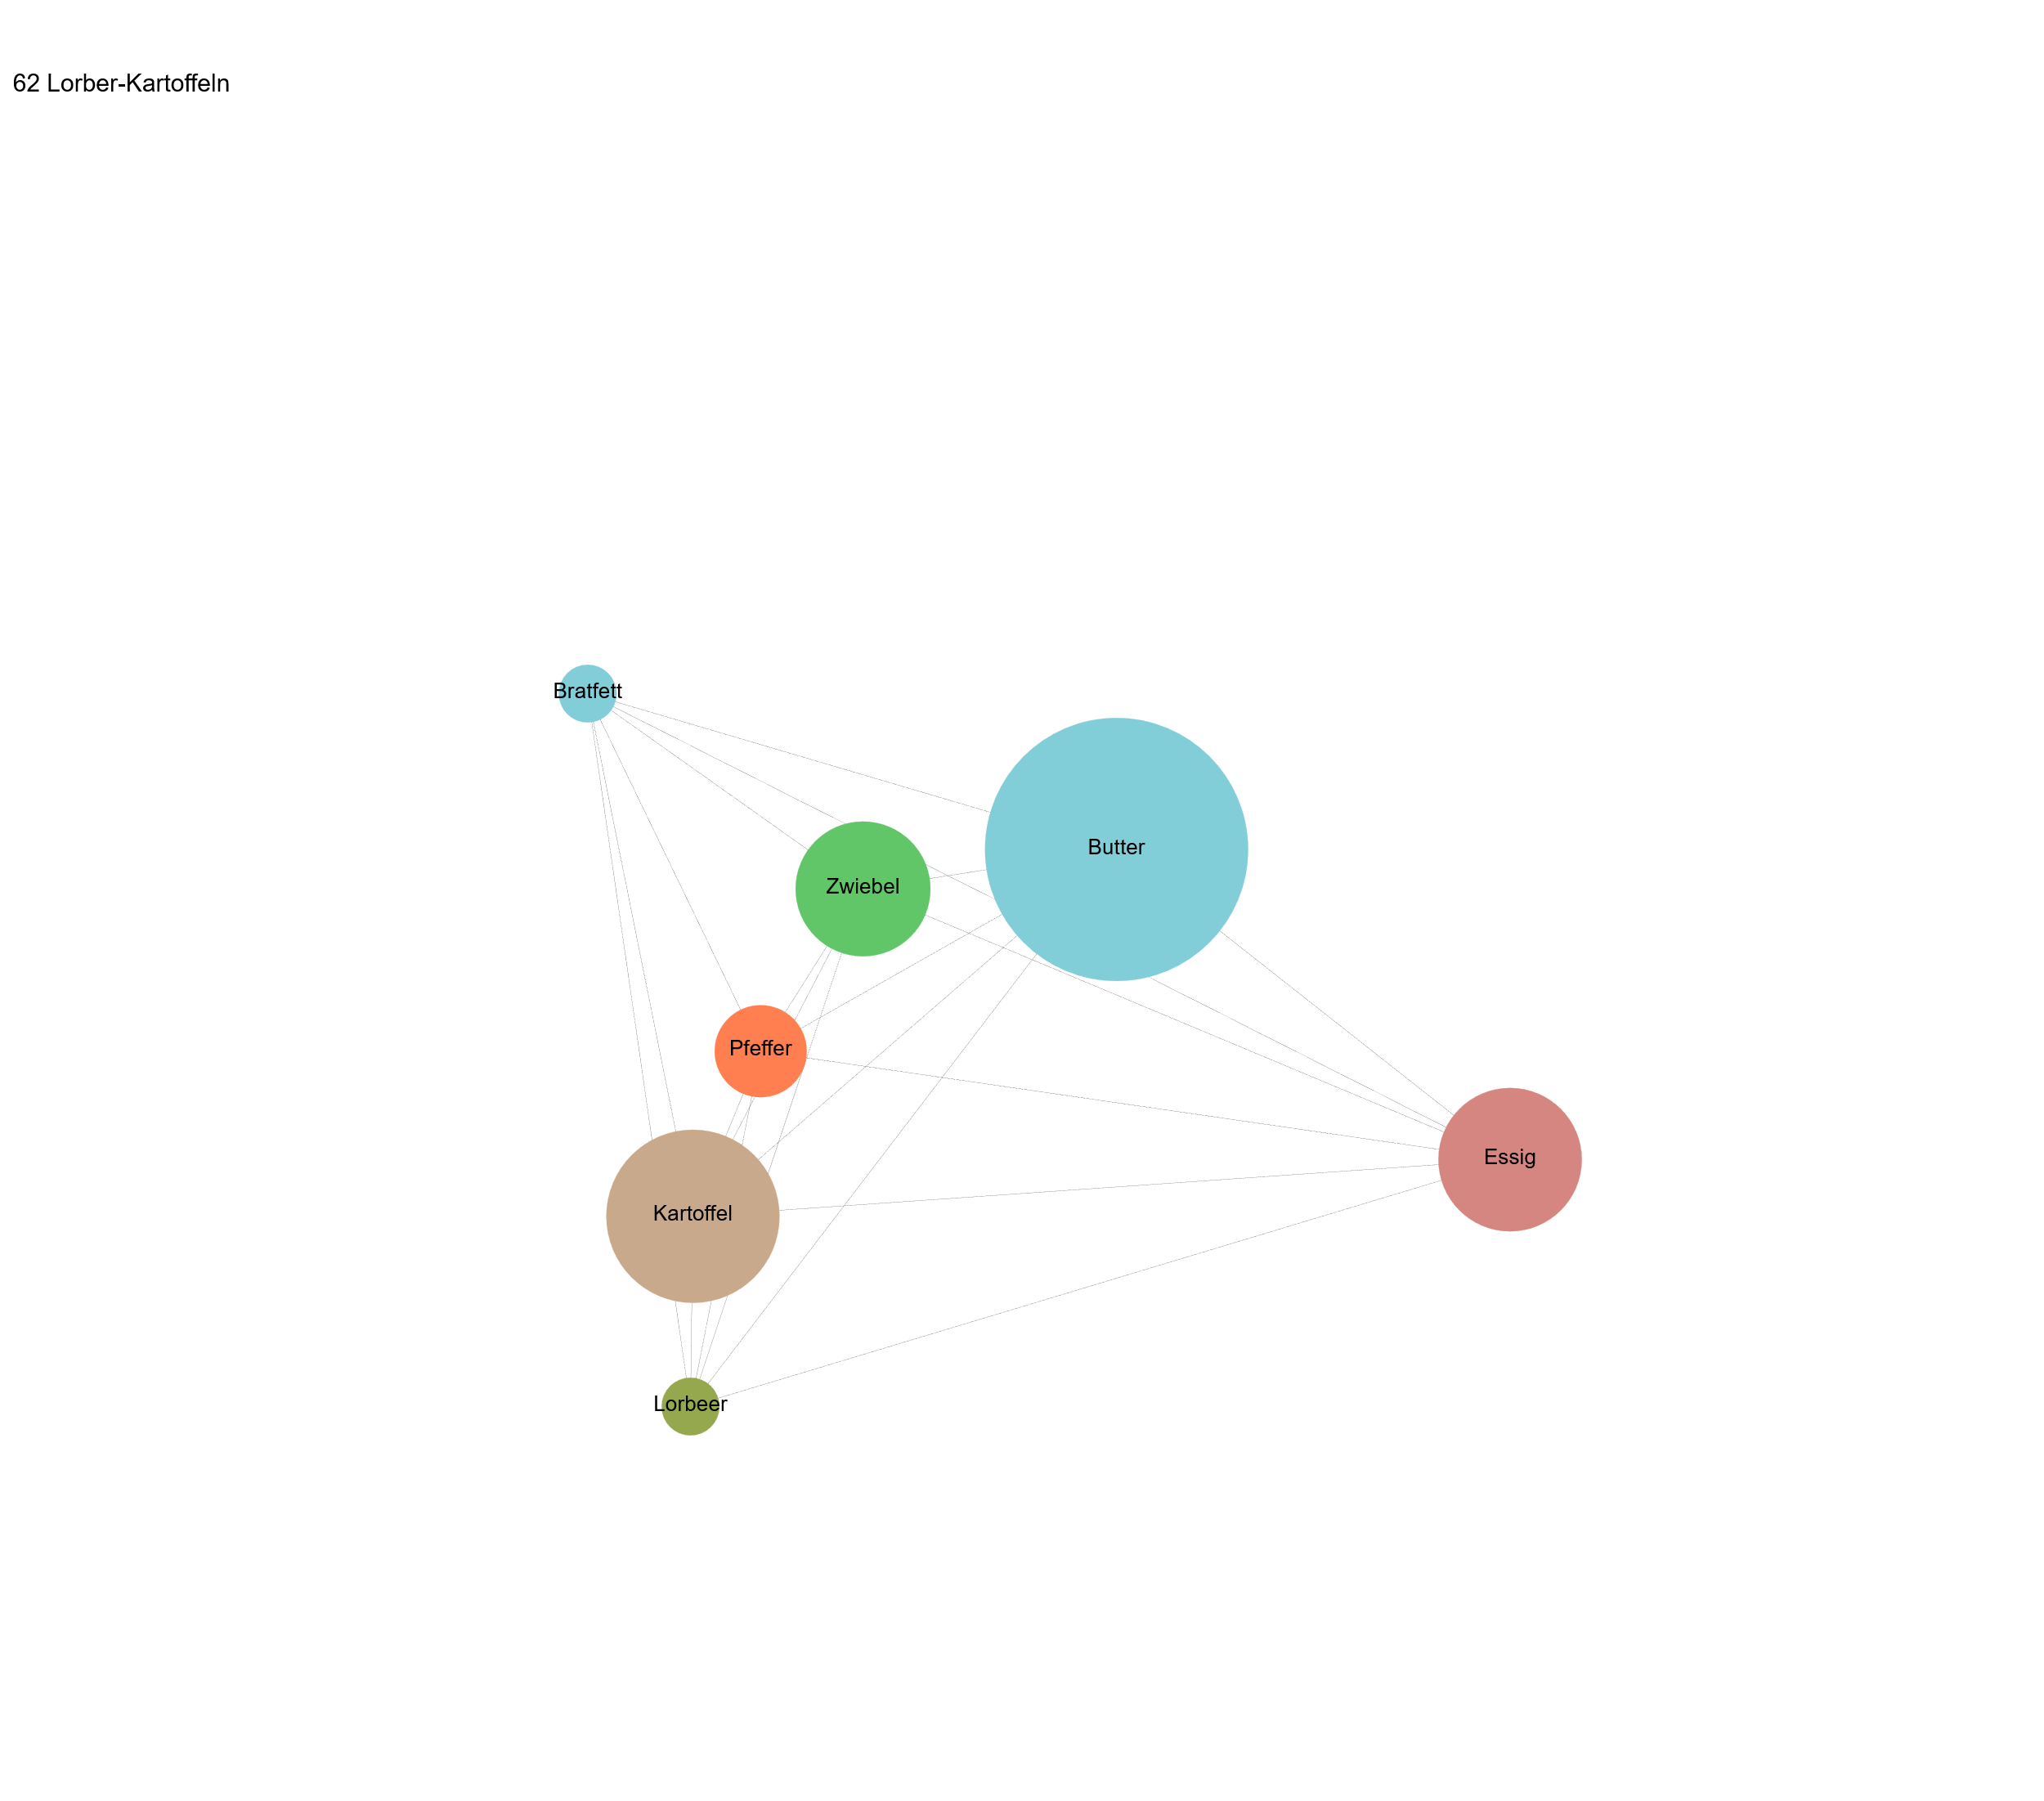 62 Lorber-Kartoffeln
Bratfett
Butter
Zwiebel
Pfeffer
Essig
Kartoffel
Lorbeer